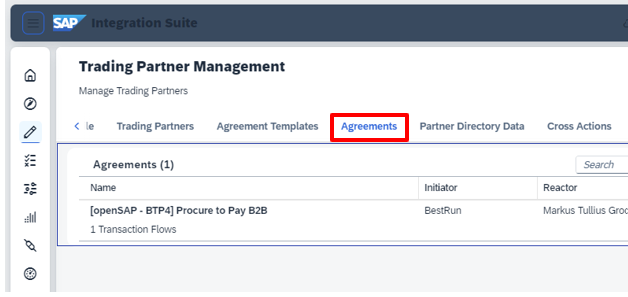 SAP Integration Suite
Trading Partner Management
Manage Trading Partners
le Trading Partners Agreement Templates Agreements Partner Directory Data Cross Actions
Agreements (1) Search
Name Initiator Reactor
[openSAP - BTP4] Procure to Pay B2B BestRun Markus Tullius Groc
1 Transaction Flows